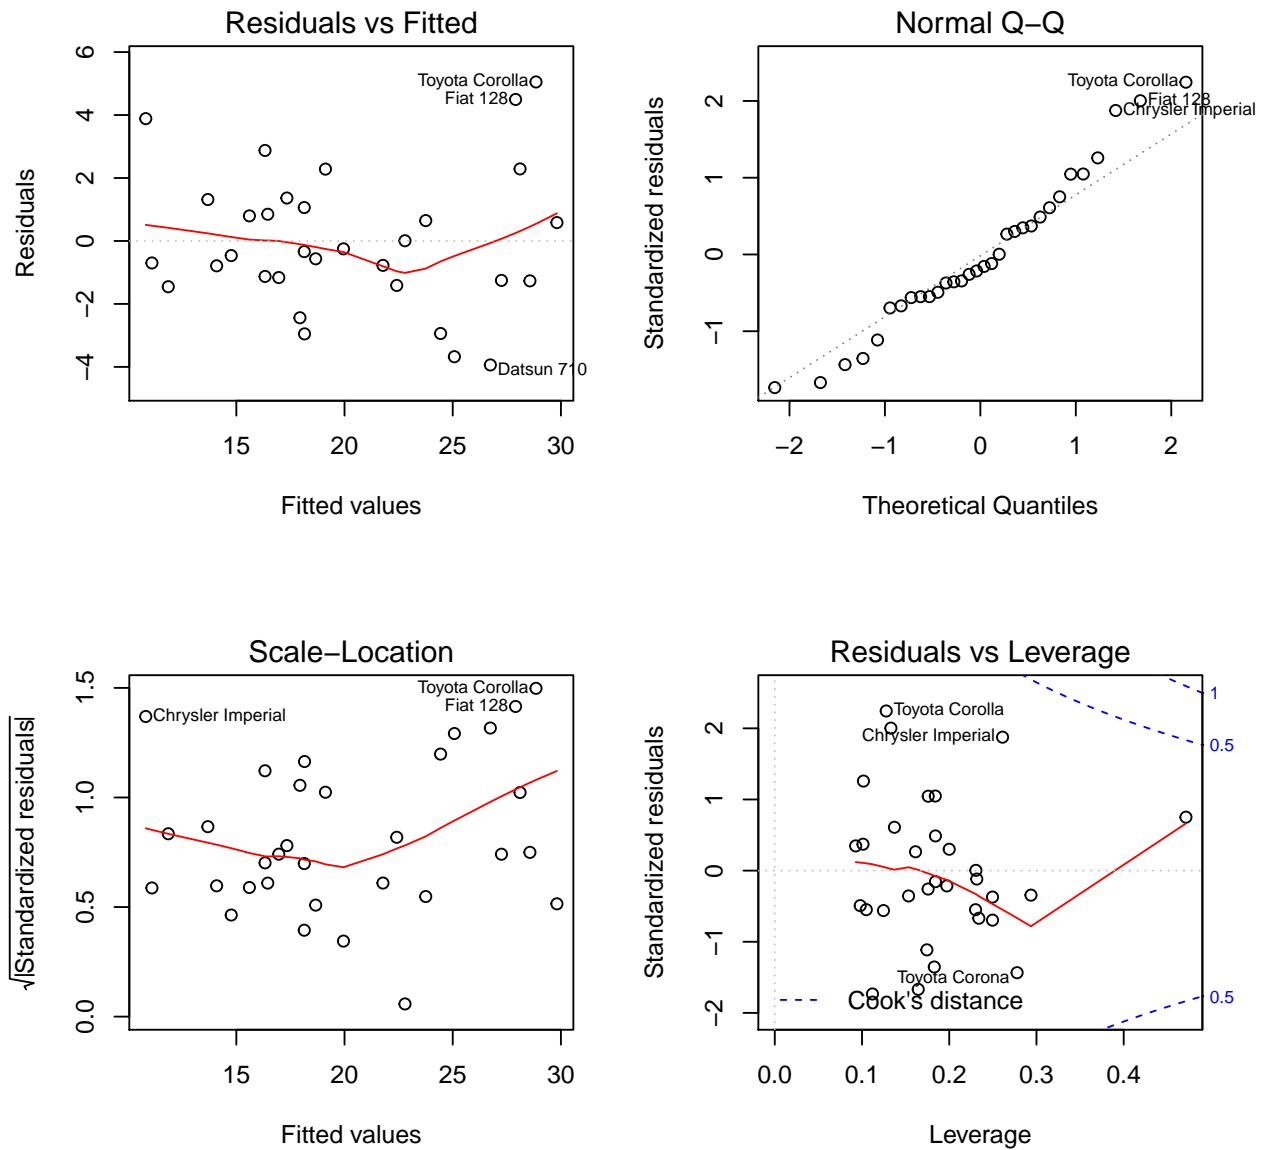 Residuals vs Fitted
Residuals
6
4
2
0
−2
−4
Toyota Corolla
Fiat 128
Datsun 710
15 20 25 30
Fitted values
Normal Q−Q
Standardized residuals
2
1
0
−1
Toyota Corolla
Fiat 128
Chrysler Imperial
−2 −1 0 1 2
Theoretical Quantiles
Scale−Location
√|Standardized residuals|
1.5
1.0
0.5
0.0
Toyota Corolla
Fiat 128
Chrysler Imperial
15 20 25 30
Fitted values
Residuals vs Leverage
Standardized residuals
2
1
0
−1
−2
1
0.5
0.5
Toyota Corolla
Chrysler Imperial
Toyota Corona
Cook's distance
0.0 0.1 0.2 0.3 0.4
Leverage